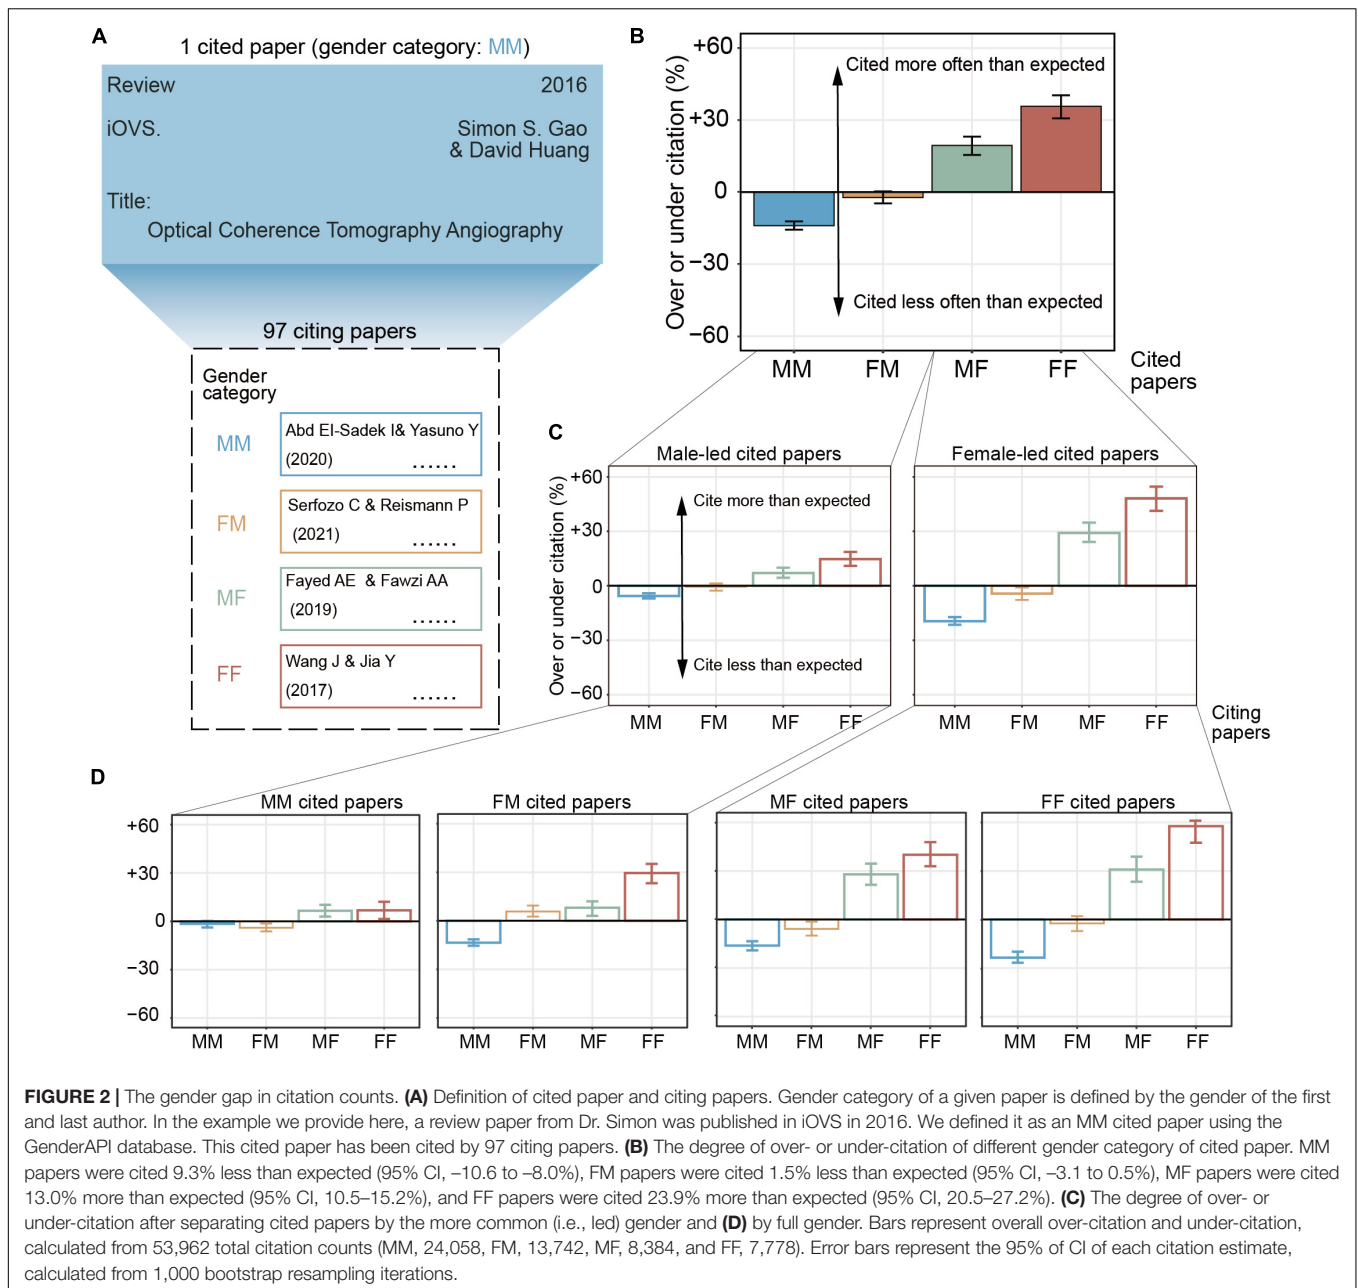 A
1 cited paper (gender category: MM)
Review 2016
iOVS. Simon S. Gao
& David Huang
Title:
Optical Coherence Tomography Angiography
97 citing papers
Gender
category
MM
Abd El-Sadek I& Yasuno Y
(2020) ......
FM
Serfozo C & Reismann P
(2021) ......
MF
Fayed AE & Fawzi AA
(2019) ......
FF
Wang J & Jia Y
(2017) ......
B
Over or under citation (%)
+60
+30
0
−30
−60
Cited more often than expected
Cited less often than expected
MM FM MF FF
Cited
papers
C
Male-led cited papers
Over or under citation (%)
+60
+30
0
−30
−60
Cite more than expected
Cite less than expected
MM FM MF FF
Female-led cited papers
MM FM MF FF
Citing
papers
D
MM cited papers
+60
+30
0
−30
−60
MM FM MF FF
FM cited papers
MM FM MF FF
MF cited papers
MM FM MF FF
FF cited papers
MM FM MF FF
FIGURE 2 | The gender gap in citation counts. (A) Definition of cited paper and citing papers. Gender category of a given paper is defined by the gender of the first
and last author. In the example we provide here, a review paper from Dr. Simon was published in iOVS in 2016. We defined it as an MM cited paper using the
GenderAPI database. This cited paper has been cited by 97 citing papers. (B) The degree of over- or under-citation of different gender category of cited paper. MM
papers were cited 9.3% less than expected (95% CI, –10.6 to –8.0%), FM papers were cited 1.5% less than expected (95% CI, –3.1 to 0.5%), MF papers were cited
13.0% more than expected (95% CI, 10.5–15.2%), and FF papers were cited 23.9% more than expected (95% CI, 20.5–27.2%). (C) The degree of over- or
under-citation after separating cited papers by the more common (i.e., led) gender and (D) by full gender. Bars represent overall over-citation and under-citation,
calculated from 53,962 total citation counts (MM, 24,058, FM, 13,742, MF, 8,384, and FF, 7,778). Error bars represent the 95% of CI of each citation estimate,
calculated from 1,000 bootstrap resampling iterations.